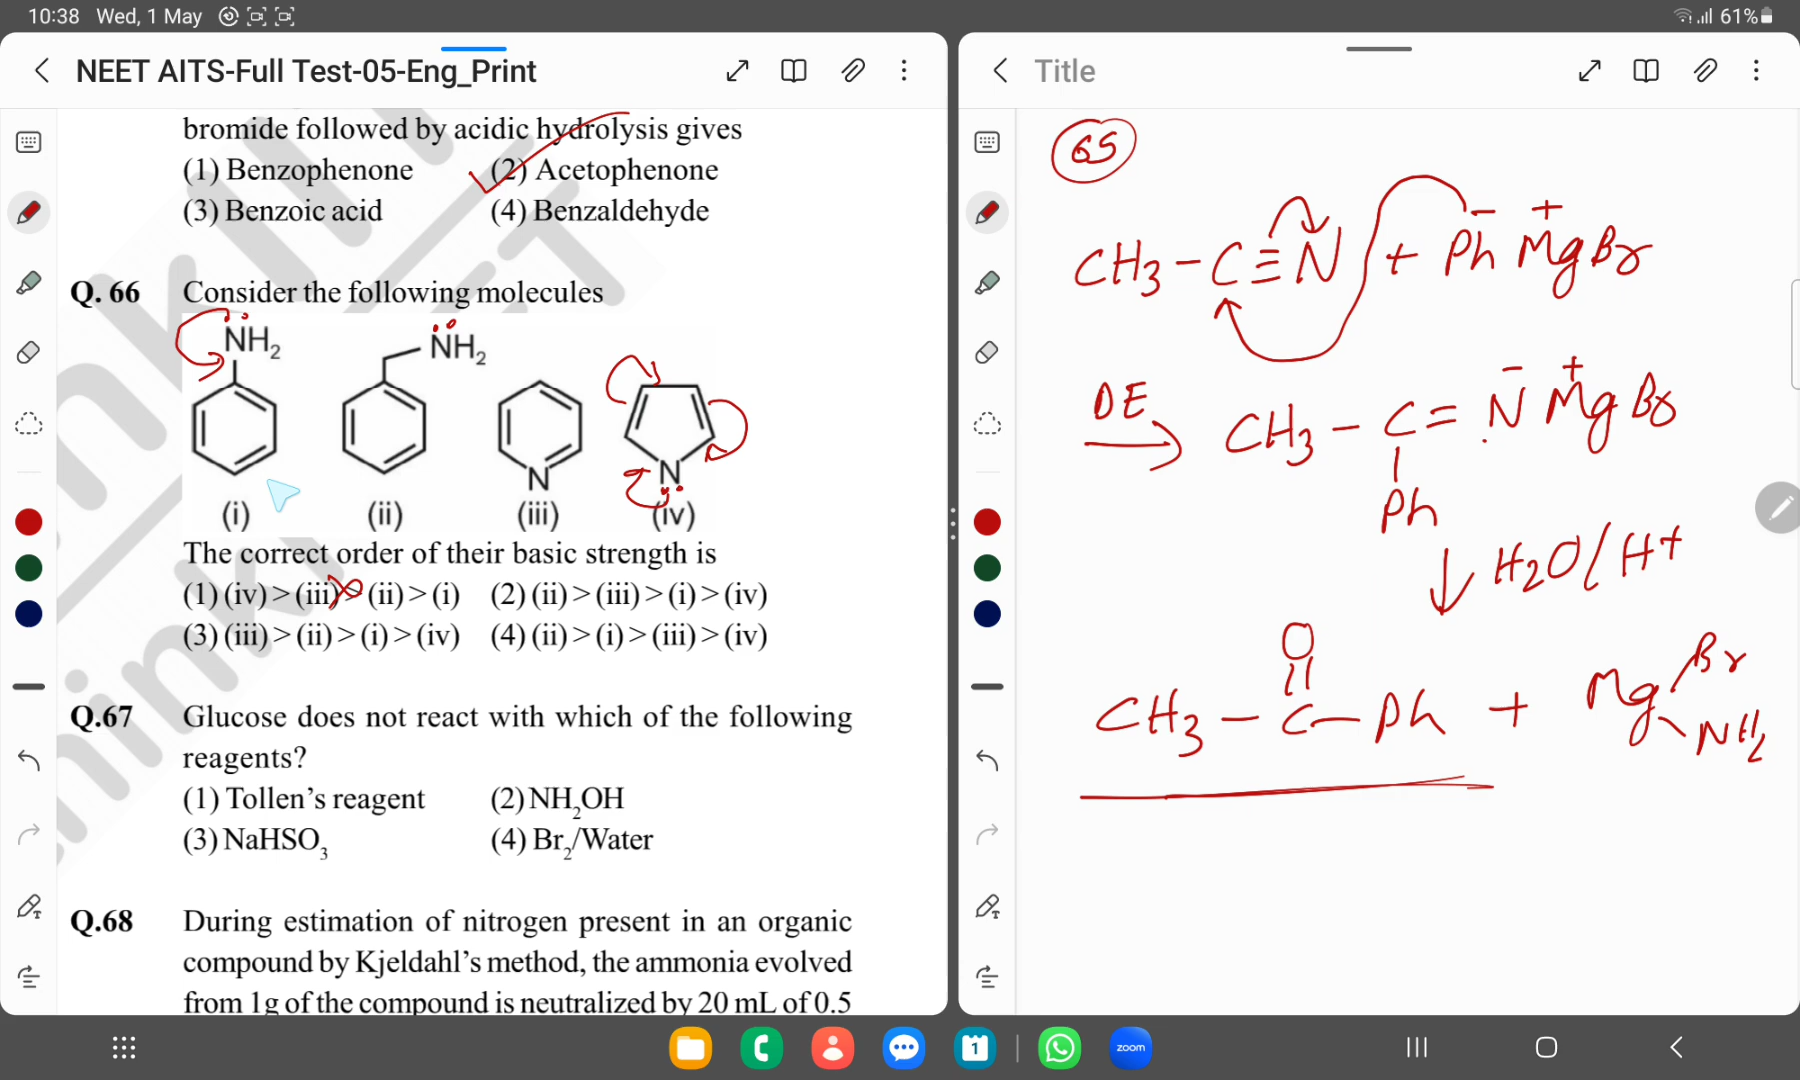 10:38 Wed, 1 May
61%
NEET AITS-Full Test-05-Eng_Print
bromide followed by acidic hydrolysis gives
(1) Benzophenone (2) Acetophenone
(3) Benzoic acid (4) Benzaldehyde
Q. 66 Consider the following molecules
NH2 NH2
N N
(i) (ii) (iii) (iv)
The correct order of their basic strength is
(1) (iv) > (iii) > (ii) > (i) (2) (ii) > (iii) > (i) > (iv)
(3) (iii) > (ii) > (i) > (iv) (4) (ii) > (i) > (iii) > (iv)
Q.67 Glucose does not react with which of the following
reagents?
(1) Tollen's reagent (2) NH2OH
(3) NaHSO3 (4) Br2/Water
Q.68 During estimation of nitrogen present in an organic
compound by Kjeldahl's method, the ammonia evolved
from 1g of the compound is neutralized by 20 mL of 0.5
Title
65
CH3-C≡N + Ph- Mg+Br
CH3-C=N- Mg+Br
Ph
H2O/H+
O
CH3-C-Ph + Mg Br
NH2
1
zoom